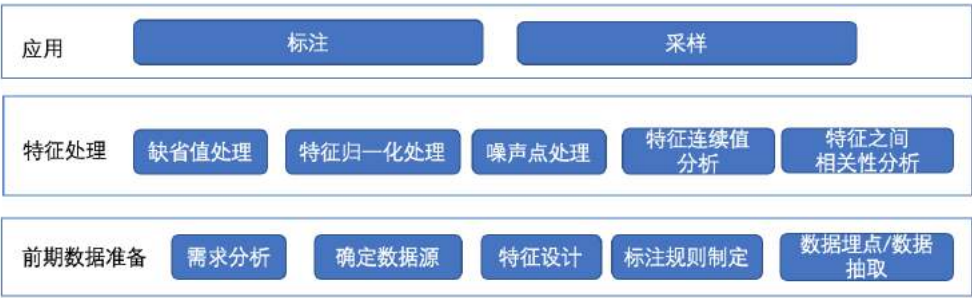 应用
标注
采样
特征处理
缺省值处理
特征归一化处理
噪声点处理
特征连续值
分析
特征之间
相关性分析
前期数据准备
需求分析
确定数据源
特征设计
标注规则制定
数据埋点/数据
抽取